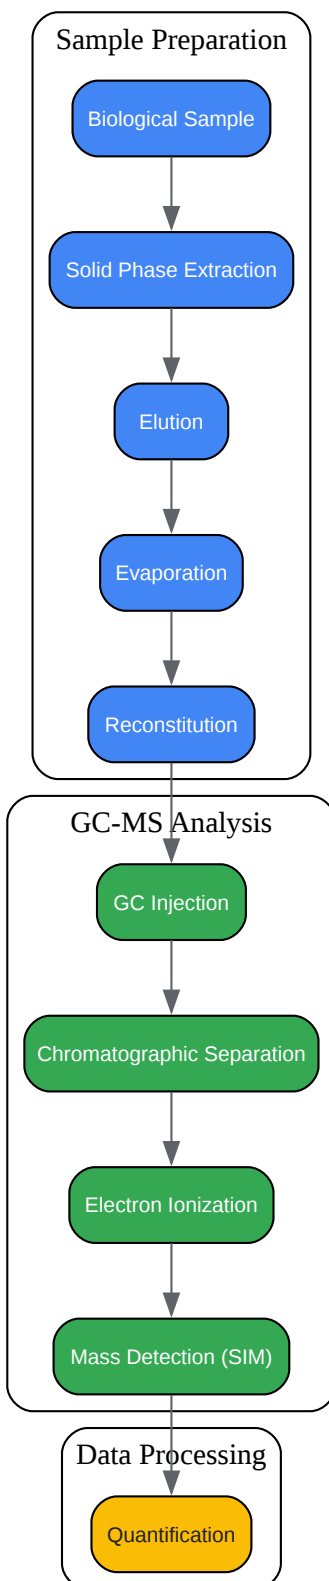 Sample Preparation
Biological Sample
Solid Phase Extraction
Elution
Evaporation
Reconstitution
GC-MS Analysis
GC Injection
Chromatographic Separation
Electron Ionization
Mass Detection (SIM)
Data Processing
Quantification